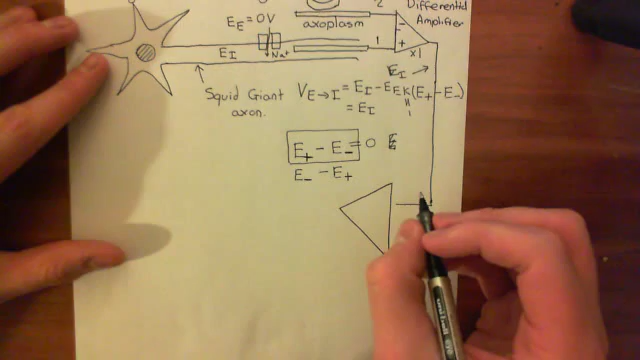 2
Differential
Amplifier
E_E = 0V
axoplasm
−
+
x1
1
E_I
Na+
E_I
Squid Giant
axon.
V_E→I = E_I − E_E
= E_I
K(E+ − E−)
=
1
E+ − E− = 0
E− − E+